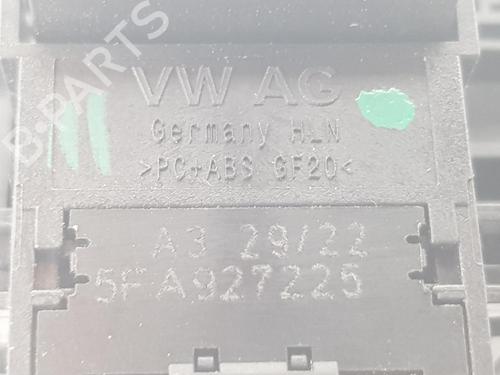 VW AG
Germany HLN
>PC+ABS GF20<
A3 29/22
5FA927225
B-PARTS